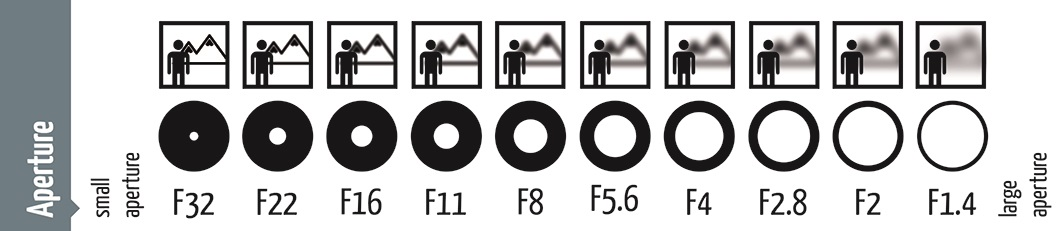 Aperture
small
aperture
F32 F22 F16 F11 F8 F5.6 F4 F2.8 F2 F1.4
large
aperture